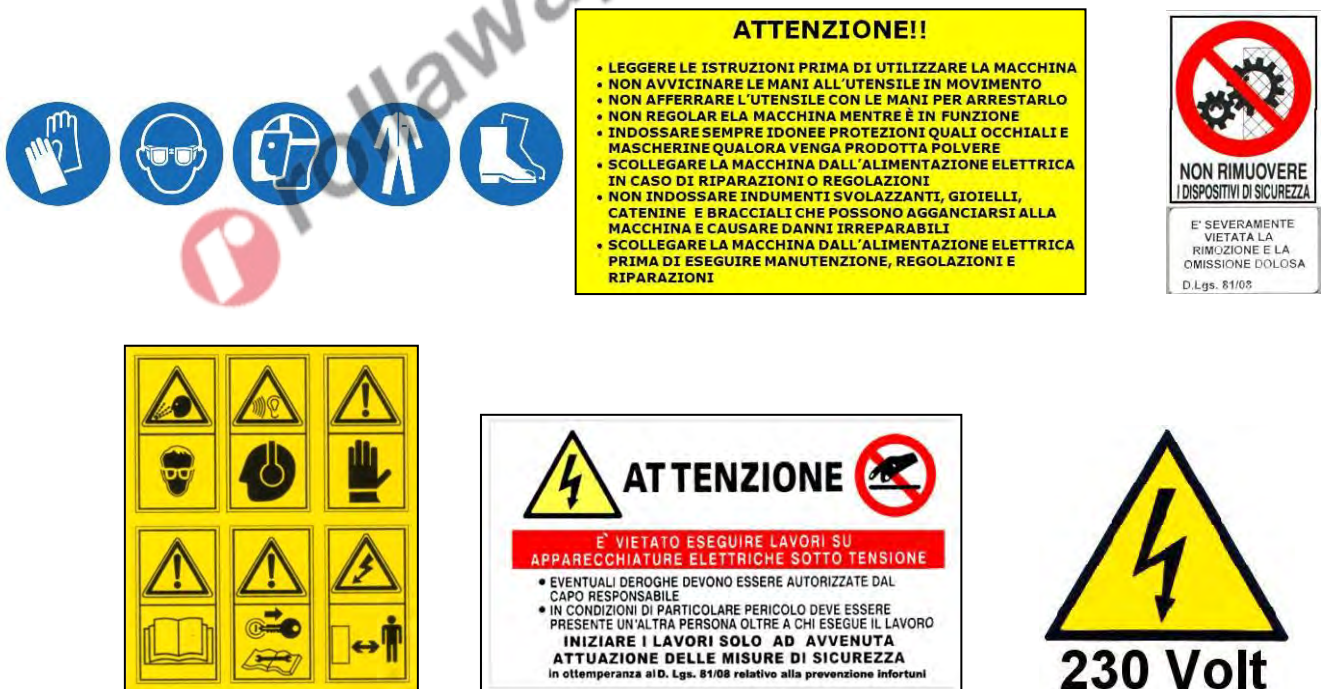 rollawa
ATTENZIONE!!
• LEGGERE LE ISTRUZIONI PRIMA DI UTILIZZARE LA MACCHINA
• NON AVVICINARE LE MANI ALL'UTENSILE IN MOVIMENTO
• NON AFFERRARE L'UTENSILE CON LE MANI PER ARRESTARLO
• NON REGOLAR ELA MACCHINA MENTRE È IN FUNZIONE
• INDOSSARE SEMPRE IDONEE PROTEZIONI QUALI OCCHIALI E
MASCHERINE QUALORA VENGA PRODOTTA POLVERE
• SCOLLEGARE LA MACCHINA DALL'ALIMENTAZIONE ELETTRICA
IN CASO DI RIPARAZIONI O REGOLAZIONI
• NON INDOSSARE INDUMENTI SVOLAZZANTI, GIOIELLI,
CATENINE E BRACCIALI CHE POSSONO AGGANCIARSI ALLA
MACCHINA E CAUSARE DANNI IRREPARABILI
• SCOLLEGARE LA MACCHINA DALL'ALIMENTAZIONE ELETTRICA
PRIMA DI ESEGUIRE MANUTENZIONE, REGOLAZIONI E
RIPARAZIONI
NON RIMUOVERE
I DISPOSITIVI DI SICUREZZA
E' SEVERAMENTE
VIETATA LA
RIMOZIONE E LA
OMISSIONE DOLOSA
D.Lgs. 81/08
ATTENZIONE
E' VIETATO ESEGUIRE LAVORI SU
APPARECCHIATURE ELETTRICHE SOTTO TENSIONE
• EVENTUALI DEROGHE DEVONO ESSERE AUTORIZZATE DAL
CAPO RESPONSABILE
• IN CONDIZIONI DI PARTICOLARE PERICOLO DEVE ESSERE
PRESENTE UN'ALTRA PERSONA OLTRE A CHI ESEGUE IL LAVORO
INIZIARE I LAVORI SOLO AD AVVENUTA
ATTUAZIONE DELLE MISURE DI SICUREZZA
in ottemperanza al D. Lgs. 81/08 relativo alla prevenzione infortuni
230 Volt